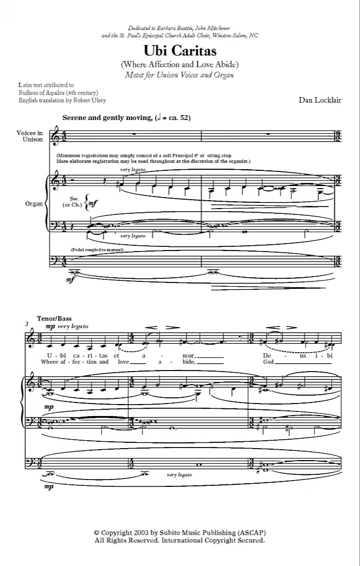 Dedicated to Barbara Beattie, John Mitchener
and the St. Paul's Episcopal Church Adult Choir, Winston-Salem, NC
Ubi Caritas
(Where Affection and Love Abide)
Motet for Unison Voices and Organ
Latin text attributed to
Rufinus of Aquilea (4th century)
English translation by Robert Ulery
Dan Locklair
Serene and gently moving, (♩ = ca. 52)
Voices in
Unison
(Minimum registration may simply consist of a soft Principal 8' or string stop.
More elaborate registration may be used throughout at the discretion of the organist.)
very legato
Organ
Sw.
(or Ch.)
mf
very legato
(Pedal coupled to manual)
mf
3
Tenor/Bass
mp very legato
U - bi ca - ri - tas et a - mor, De - us i - bi
Where af - fec - tion and love a - bide, God
mp
very legato
mp
© Copyright 2003 by Subito Music Publishing (ASCAP)
All Rights Reserved. International Copyright Secured.